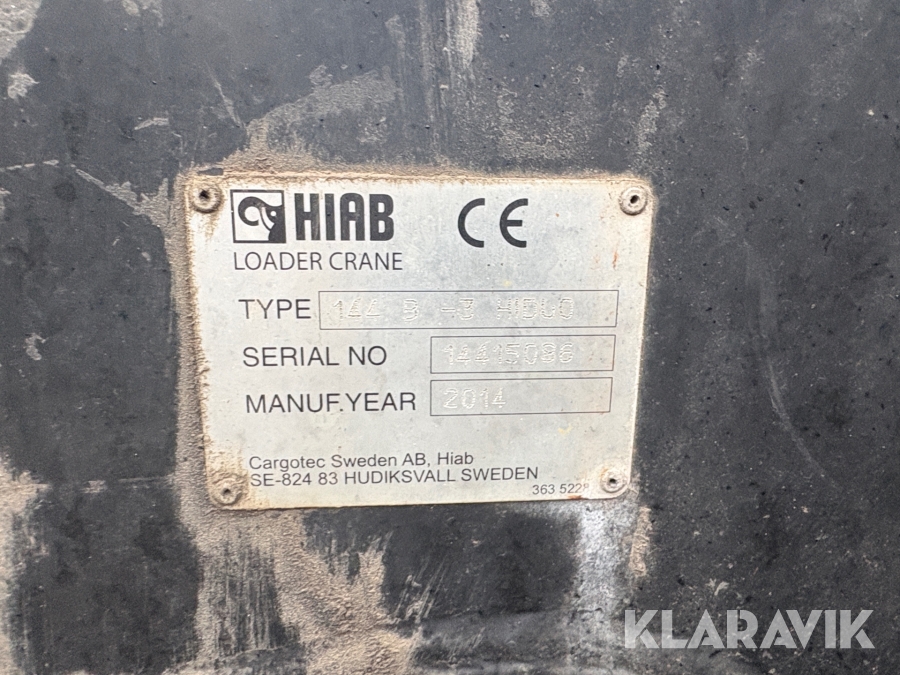 HIAB CE
LOADER CRANE
TYPE 144 B -3 HIDUO
SERIAL NO 14415086
MANUF.YEAR 2014
Cargotec Sweden AB, Hiab
SE-824 83 HUDIKSVALL SWEDEN
363 5228
KLARAVIK